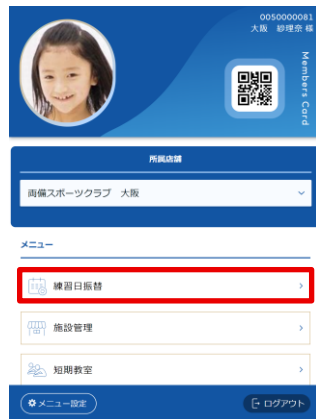 0050000081
大阪 紗理奈 様
Members Card
所属店舗
両備スポーツクラブ 大阪
メニュー
練習日振替
施設管理
短期教室
メニュー設定
ログアウト